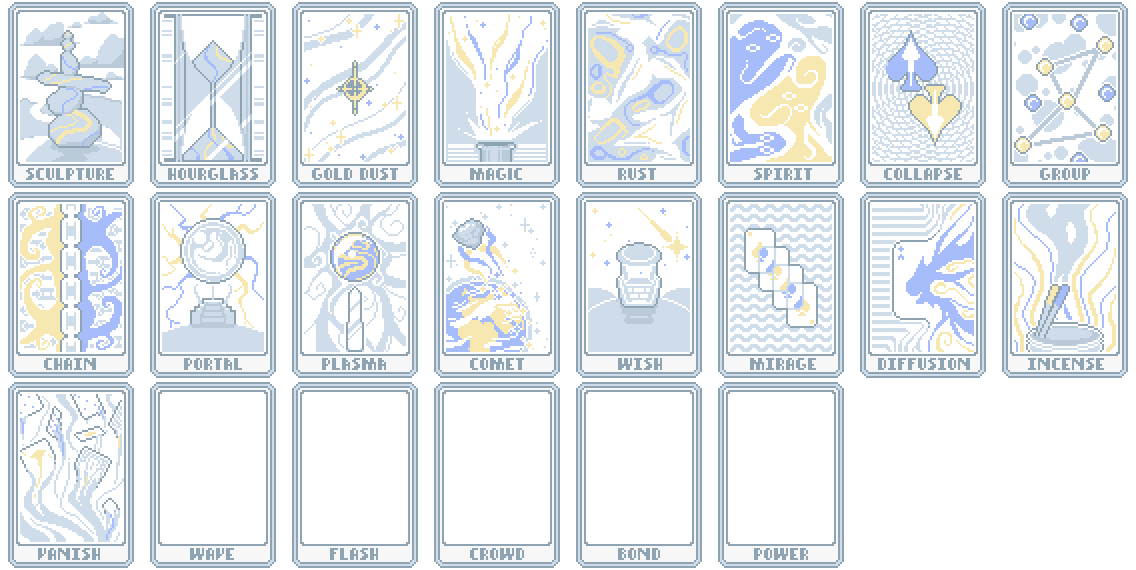 SCULPTURE HOURGLASS GOLD DUST MAGIC RUST SPIRIT COLLAPSE GROUP
CHAIN PORTAL PLASMA COMET WISH MIRAGE DIFFUSION INCENSE
VANISH WAVE FLASH CROWD BOND POWER